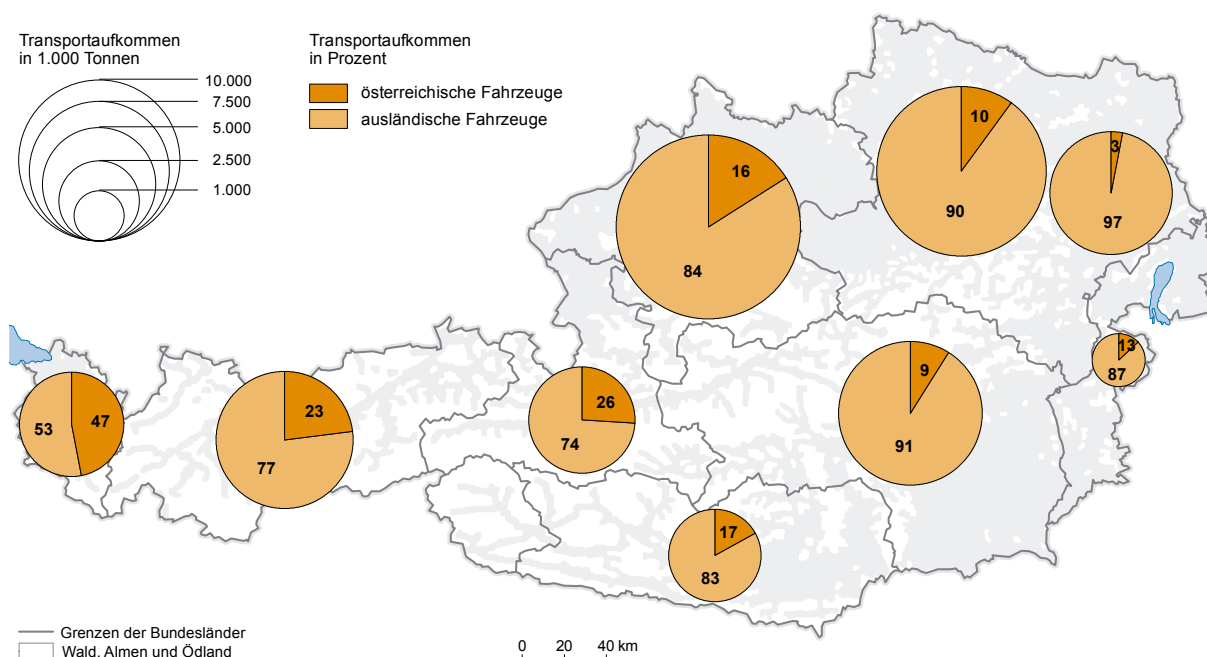 Transportaufkommen
in 1.000 Tonnen
10.000
7.500
5.000
2.500
1.000
Transportaufkommen
in Prozent
österreichische Fahrzeuge
ausländische Fahrzeuge
10
90
3
97
16
84
13
87
9
91
26
74
23
77
47
53
17
83
Grenzen der Bundesländer
Wald, Almen und Ödland
0 20 40 km